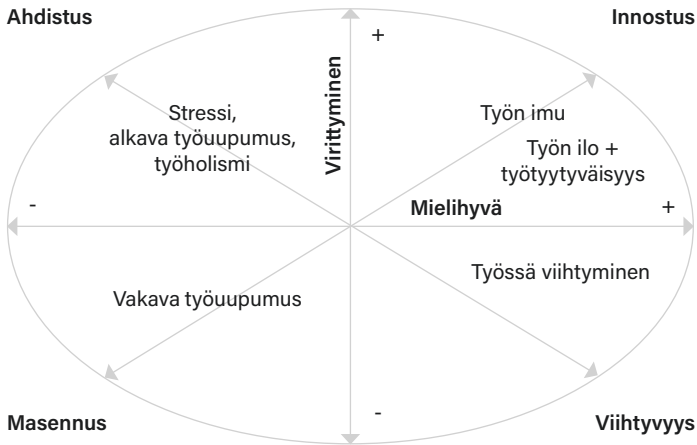 Ahdistus
Innostus
+
Virittyminen
Stressi,
alkava työuupumus,
työholismi
Työn imu
Työn ilo +
työtyytyväisyys
-
Mielihyvä
+
Työssä viihtyminen
Vakava työuupumus
-
Masennus
Viihtyvyys